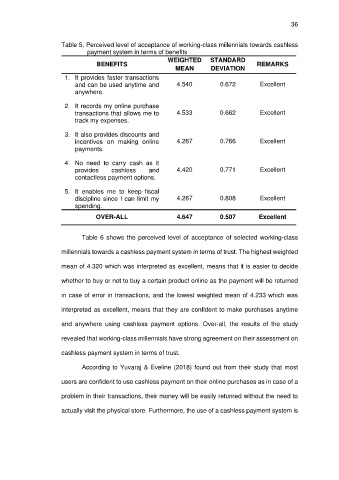 36
Table 5. Perceived level of acceptance of working-class millennials towards cashless
payment system in terms of benefits
BENEFITS WEIGHTED MEAN STANDARD DEVIATION REMARKS
1. It provides faster transactions
and can be used anytime and 4.540 0.672 Excellent
anywhere.
2. It records my online purchase
transactions that allows me to 4.533 0.662 Excellent
track my expenses.
3. It also provides discounts and
incentives on making online 4.267 0.766 Excellent
payments.
4. No need to carry cash as it
provides cashless and 4.420 0.771 Excellent
contactless payment options.
5. It enables me to keep fiscal
discipline since I can limit my 4.267 0.808 Excellent
spending.
OVER-ALL 4.647 0.507 Excellent
Table 6 shows the perceived level of acceptance of selected working-class
millennials towards a cashless payment system in terms of trust. The highest weighted
mean of 4.320 which was interpreted as excellent, means that it is easier to decide
whether to buy or not to buy a certain product online as the payment will be returned
in case of error in transactions; and the lowest weighted mean of 4.233 which was
interpreted as excellent, means that they are confident to make purchases anytime
and anywhere using cashless payment options. Over-all, the results of the study
revealed that working-class millennials have strong agreement on their assessment on
cashless payment system in terms of trust.
According to Yuvaraj & Eveline (2018) found out from their study that most
users are confident to use cashless payment on their online purchases as in case of a
problem in their transactions, their money will be easily returned without the need to
actually visit the physical store. Furthermore, the use of a cashless payment system is